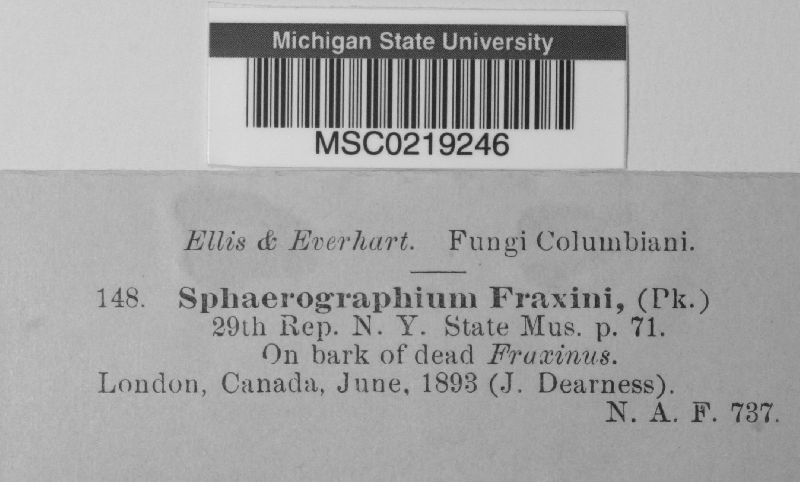 Michigan State University
MSC0219246
Ellis & Everhart. Fungi Columbiani.
148. Sphaerographium Fraxini, (Pk.)
29th Rep. N. Y. State Mus. p. 71.
On bark of dead Fraxinus.
London, Canada, June, 1893 (J. Dearness).
N. A. F. 737.